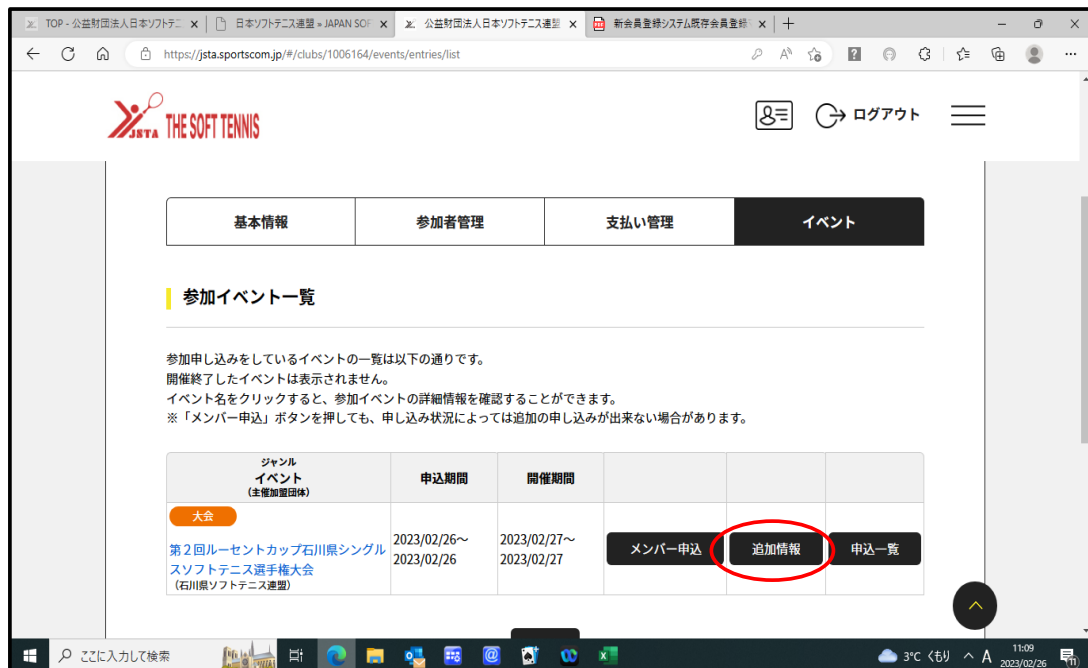 TOP - 公益財団法人日本ソフトテニ
日本ソフトテニス連盟 » JAPAN SOF
公益財団法人日本ソフトテニス連盟
新会員登録システム既存会員登録
https://jsta.sportscom.jp/#/clubs/1006164/events/entries/list
JSTA THE SOFT TENNIS
ログアウト
基本情報
参加者管理
支払い管理
イベント
参加イベント一覧
参加申し込みをしているイベントの一覧は以下の通りです。
開催終了したイベントは表示されません。
イベント名をクリックすると、参加イベントの詳細情報を確認することができます。
※「メンバー申込」ボタンを押しても、申し込み状況によっては追加の申し込みが出来ない場合があります。
ジャンル
イベント
(主催加盟団体)
申込期間
開催期間
大会
第２回ルーセントカップ石川県シングル
スソフトテニス選手権大会
(石川県ソフトテニス連盟)
2023/02/26～
2023/02/26
2023/02/27～
2023/02/27
メンバー申込
追加情報
申込一覧
ここに入力して検索
3°C くもり
A
11:09
2023/02/26